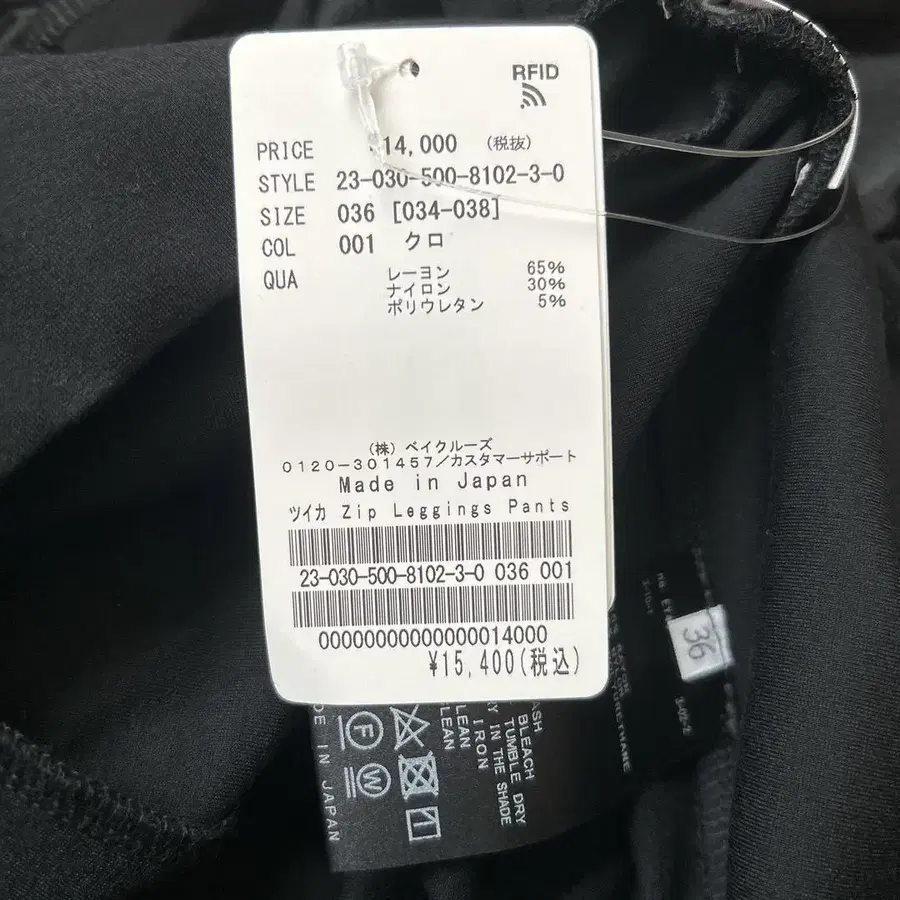 RFID
PRICE 14,000 (税抜)
STYLE 23-030-500-8102-3-0
SIZE 036 [034-038]
COL 001 クロ
QUA レーヨン 65%
ナイロン 30%
ポリウレタン 5%
(株) ベイクルーズ
0120-301457/カスタマーサポート
Made in Japan
ツイカ Zip Leggings Pants
23-030-500-8102-3-0 036 001
00000000000000014000
¥15,400(税込)
36
BLEACH
TUMBLE DRY
IN THE SHADE
IRON
CLEAN
F
W
IN JAPAN